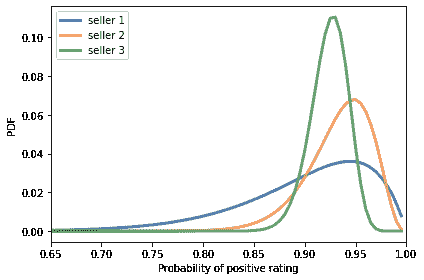 seller 1
seller 2
seller 3
PDF
0.10
0.08
0.06
0.04
0.02
0.00
0.65 0.70 0.75 0.80 0.85 0.90 0.95 1.00
Probability of positive rating